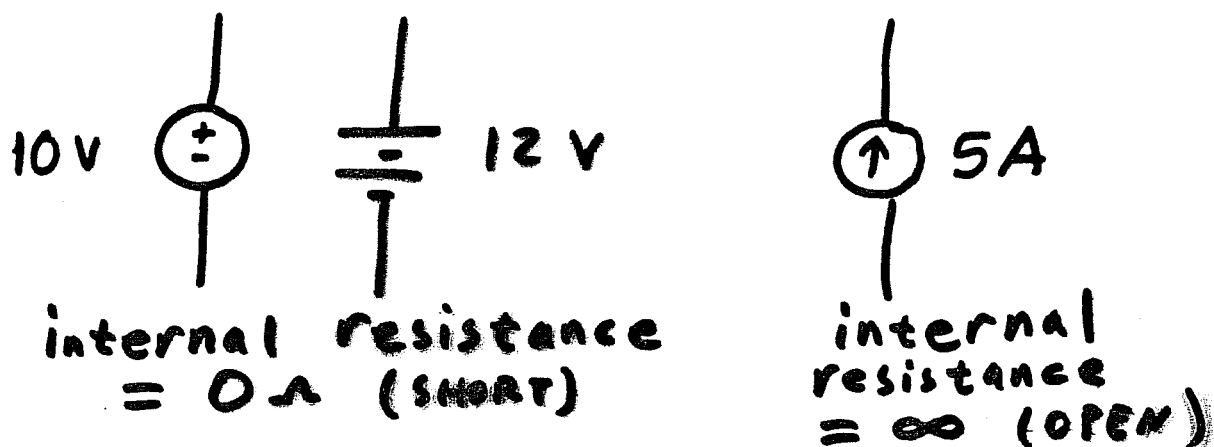 10 V + - 12 V ↑ 5A
internal resistance
= 0 Ω (SHORT)
internal
resistance
= ∞ (OPEN)